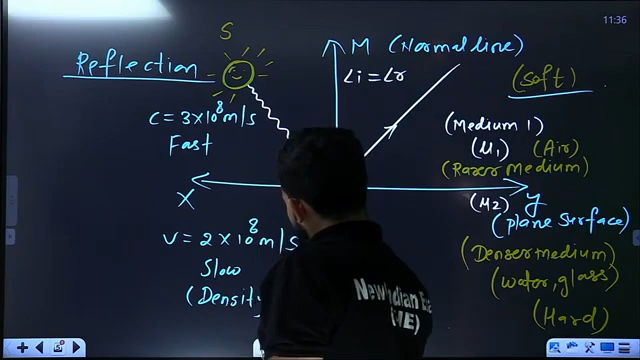 11:36
S
Reflection
M (Normal line)
∠i = ∠r
(Soft)
c = 3×10⁸ m/s
Fast
(Medium 1)
(μ₁) (Air)
(Rarer medium)
X
y
(μ₂)
(plane surface)
v = 2×10⁸ m/s
Slow
(Density
(Denser medium)
(water, glass)
(Hard)
New Indian Era
(NIE)